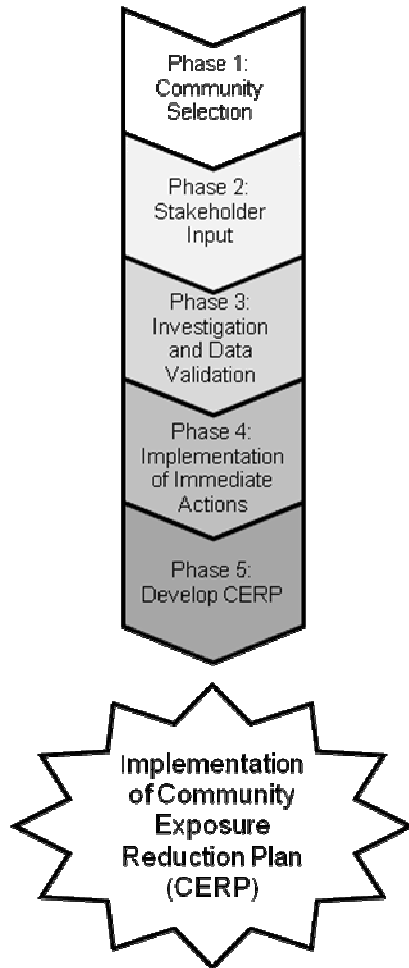 Phase 1:
Community
Selection
Phase 2:
Stakeholder
Input
Phase 3:
Investigation
and Data
Validation
Phase 4:
Implementation
of Immediate
Actions
Phase 5:
Develop CERP
Implementation
of Community
Exposure
Reduction Plan
(CERP)